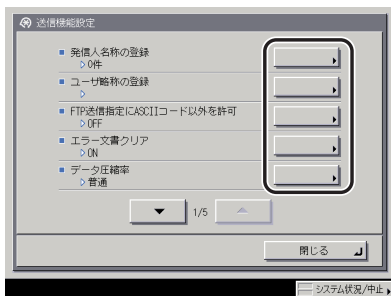 送信機能設定
発信人名称の登録
0件
ユーザ略称の登録
FTP送信指定にASCIIコード以外を許可
OFF
エラー文書クリア
ON
データ圧縮率
普通
1/5
閉じる
システム状況/中止